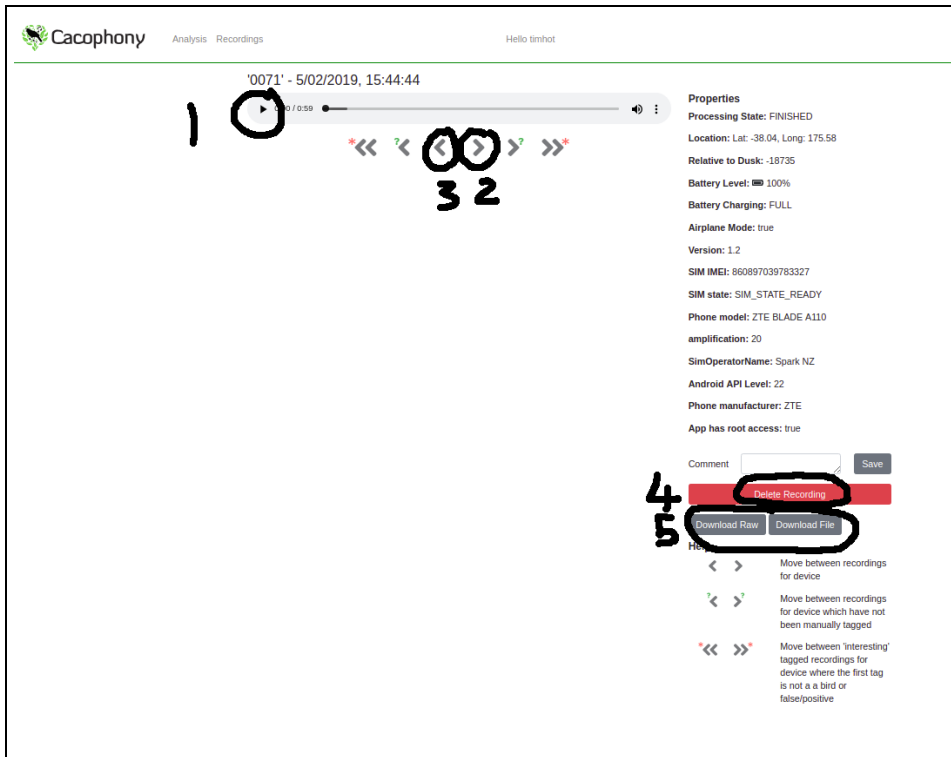 Cacophony
Analysis Recordings Hello timhot
'0071' - 5/02/2019, 15:44:44
1
/ 0:59
* ? ? *
3 2
Properties
Processing State: FINISHED
Location: Lat: -38.04, Long: 175.58
Relative to Dusk: -18735
Battery Level: 100%
Battery Charging: FULL
Airplane Mode: true
Version: 1.2
SIM IMEI: 860897039783327
SIM state: SIM_STATE_READY
Phone model: ZTE BLADE A110
amplification: 20
SimOperatorName: Spark NZ
Android API Level: 22
Phone manufacturer: ZTE
App has root access: true
Comment Save
4 Delete Recording
5 Download Raw Download File
< > Move between recordings
for device
?< >? Move between recordings
for device which have not
been manually tagged
*<< >>* Move between 'interesting'
tagged recordings for
device where the first tag
is not a a bird or
false/positive